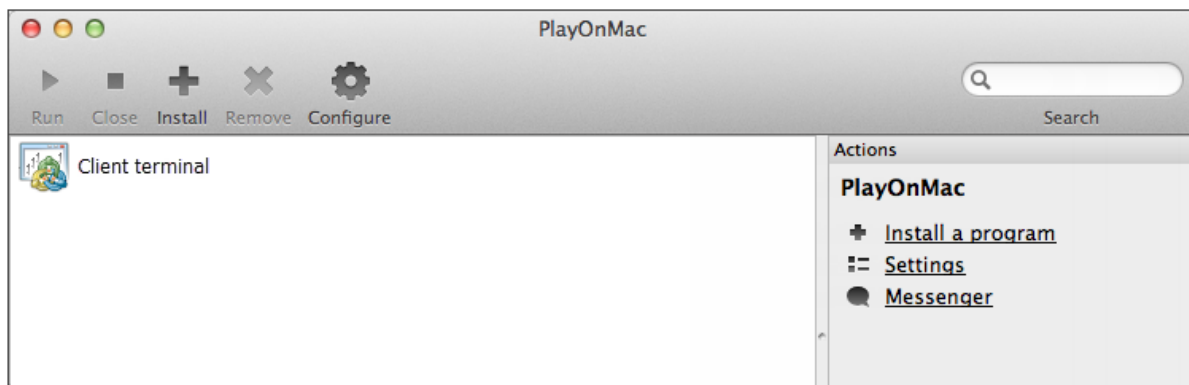 PlayOnMac
Run Close Install Remove Configure
Search
Client terminal
Actions
PlayOnMac
Install a program
Settings
Messenger